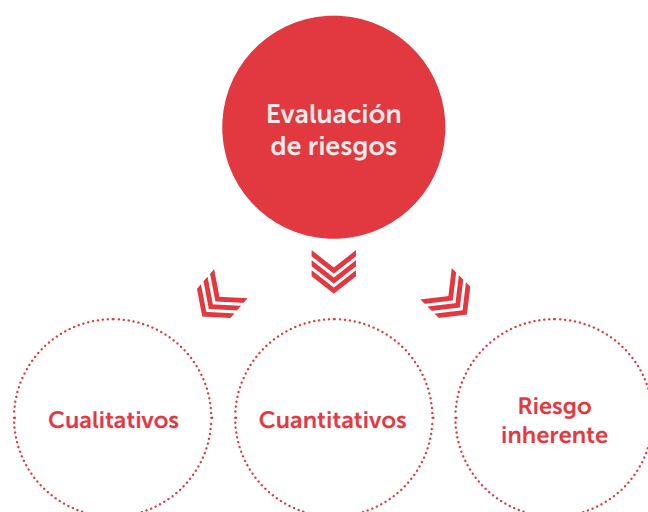 Evaluación
de riesgos
Cualitativos
Cuantitativos
Riesgo
inherente